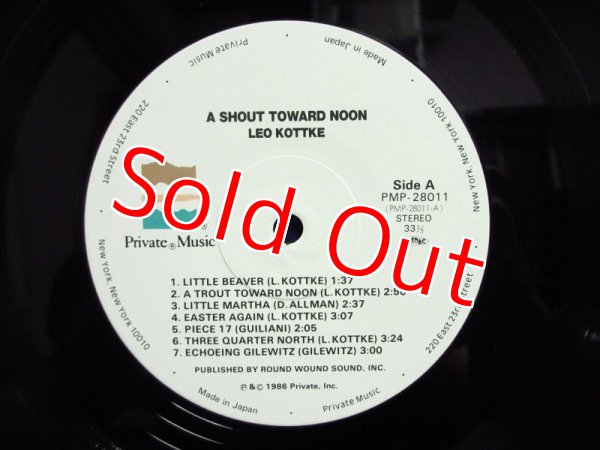 Private Music
Made in Japan
220 East 23rd Street
New York, New York 10010
A SHOUT TOWARD NOON
LEO KOTTKE
Side A
PMP-28011
(PMP-28011-A)
STEREO
33⅓
Private® Music
Sold Out
1. LITTLE BEAVER (L.KOTTKE) 1:37
2. A TROUT TOWARD NOON (L.KOTTKE) 2:56
3. LITTLE MARTHA (D.ALLMAN) 2:37
4. EASTER AGAIN (L.KOTTKE) 3:07
5. PIECE 17 (GUILIANI) 2:05
6. THREE QUARTER NORTH (L.KOTTKE) 3:24
7. ECHOEING GILEWITZ (GILEWITZ) 3:00
PUBLISHED BY ROUND WOUND SOUND, INC.
℗&© 1986 Private, Inc.
New York, New York 10010
220 East 23rd Street
Made in Japan
Private Music